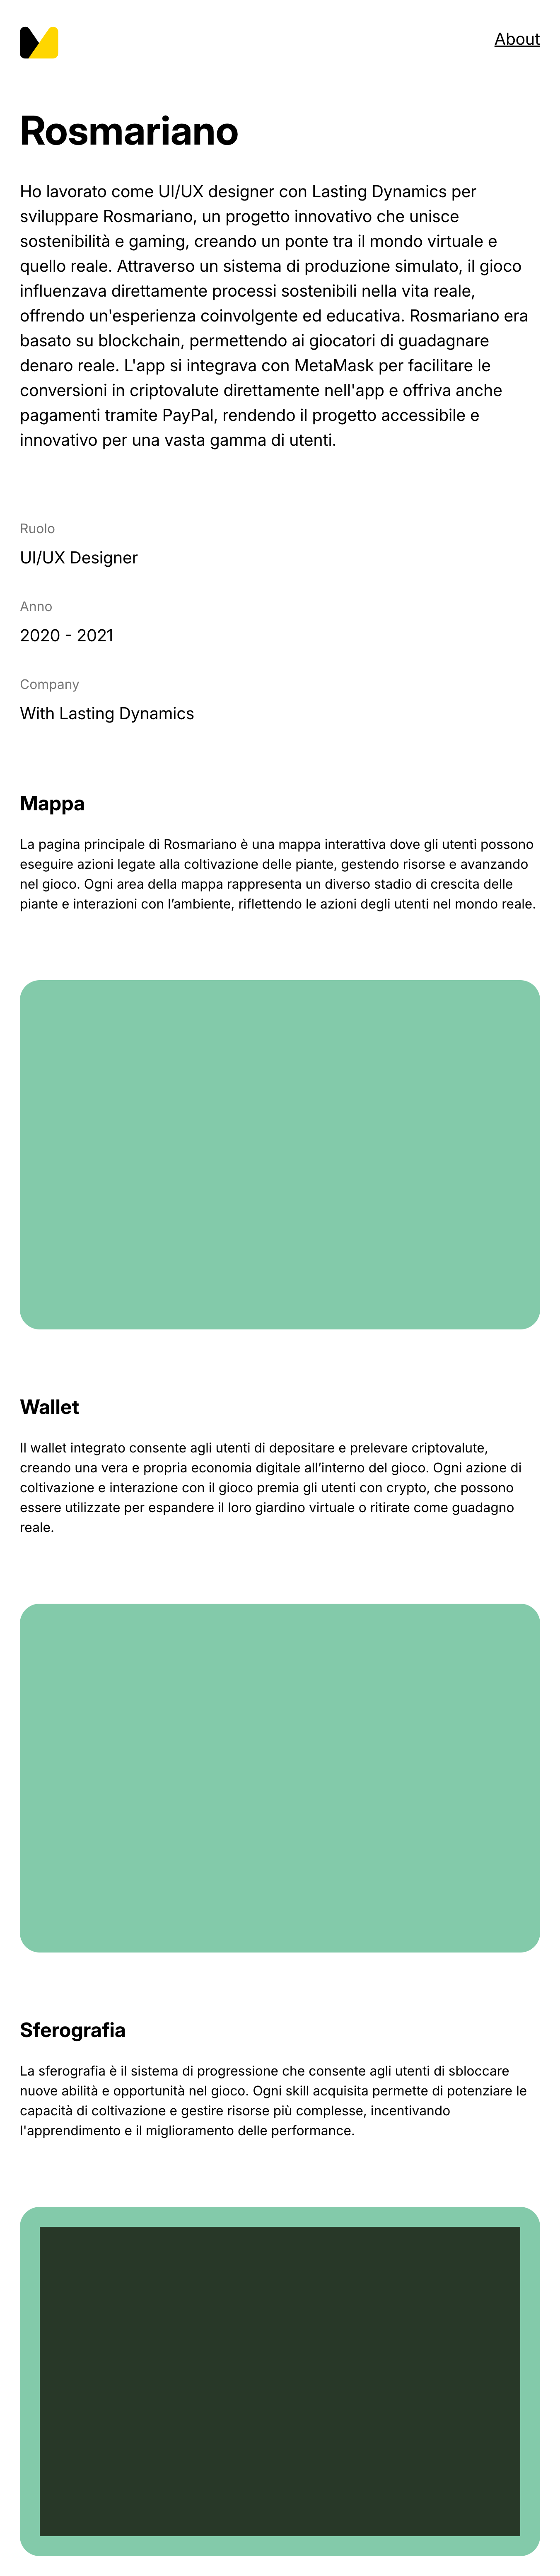 About
Rosmariano
Ho lavorato come UI/UX designer con Lasting Dynamics per
sviluppare Rosmariano, un progetto innovativo che unisce
sostenibilità e gaming, creando un ponte tra il mondo virtuale e
quello reale. Attraverso un sistema di produzione simulato, il gioco
influenzava direttamente processi sostenibili nella vita reale,
offrendo un'esperienza coinvolgente ed educativa. Rosmariano era
basato su blockchain, permettendo ai giocatori di guadagnare
denaro reale. L'app si integrava con MetaMask per facilitare le
conversioni in criptovalute direttamente nell'app e offriva anche
pagamenti tramite PayPal, rendendo il progetto accessibile e
innovativo per una vasta gamma di utenti.
Ruolo
UI/UX Designer
Anno
2020 - 2021
Company
With Lasting Dynamics
Mappa
La pagina principale di Rosmariano è una mappa interattiva dove gli utenti possono
eseguire azioni legate alla coltivazione delle piante, gestendo risorse e avanzando
nel gioco. Ogni area della mappa rappresenta un diverso stadio di crescita delle
piante e interazioni con l’ambiente, riflettendo le azioni degli utenti nel mondo reale.
Wallet
Il wallet integrato consente agli utenti di depositare e prelevare criptovalute,
creando una vera e propria economia digitale all’interno del gioco. Ogni azione di
coltivazione e interazione con il gioco premia gli utenti con crypto, che possono
essere utilizzate per espandere il loro giardino virtuale o ritirate come guadagno
reale.
Sferografia
La sferografia è il sistema di progressione che consente agli utenti di sbloccare
nuove abilità e opportunità nel gioco. Ogni skill acquisita permette di potenziare le
capacità di coltivazione e gestire risorse più complesse, incentivando
l'apprendimento e il miglioramento delle performance.